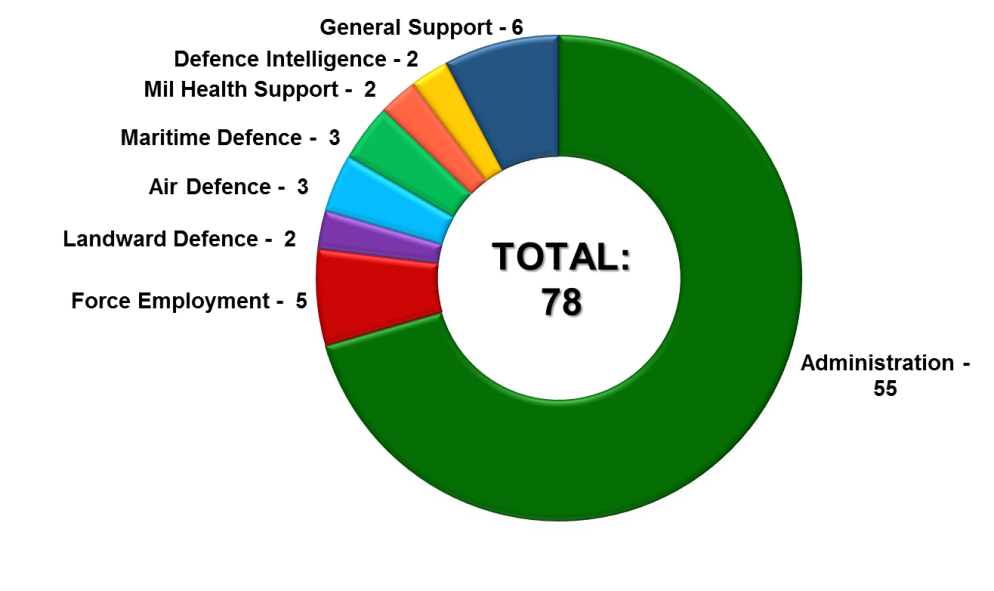 General Support - 6
Defence Intelligence - 2
Mil Health Support - 2
Maritime Defence - 3
Air Defence - 3
Landward Defence - 2
Force Employment - 5
TOTAL:
78
Administration -
55